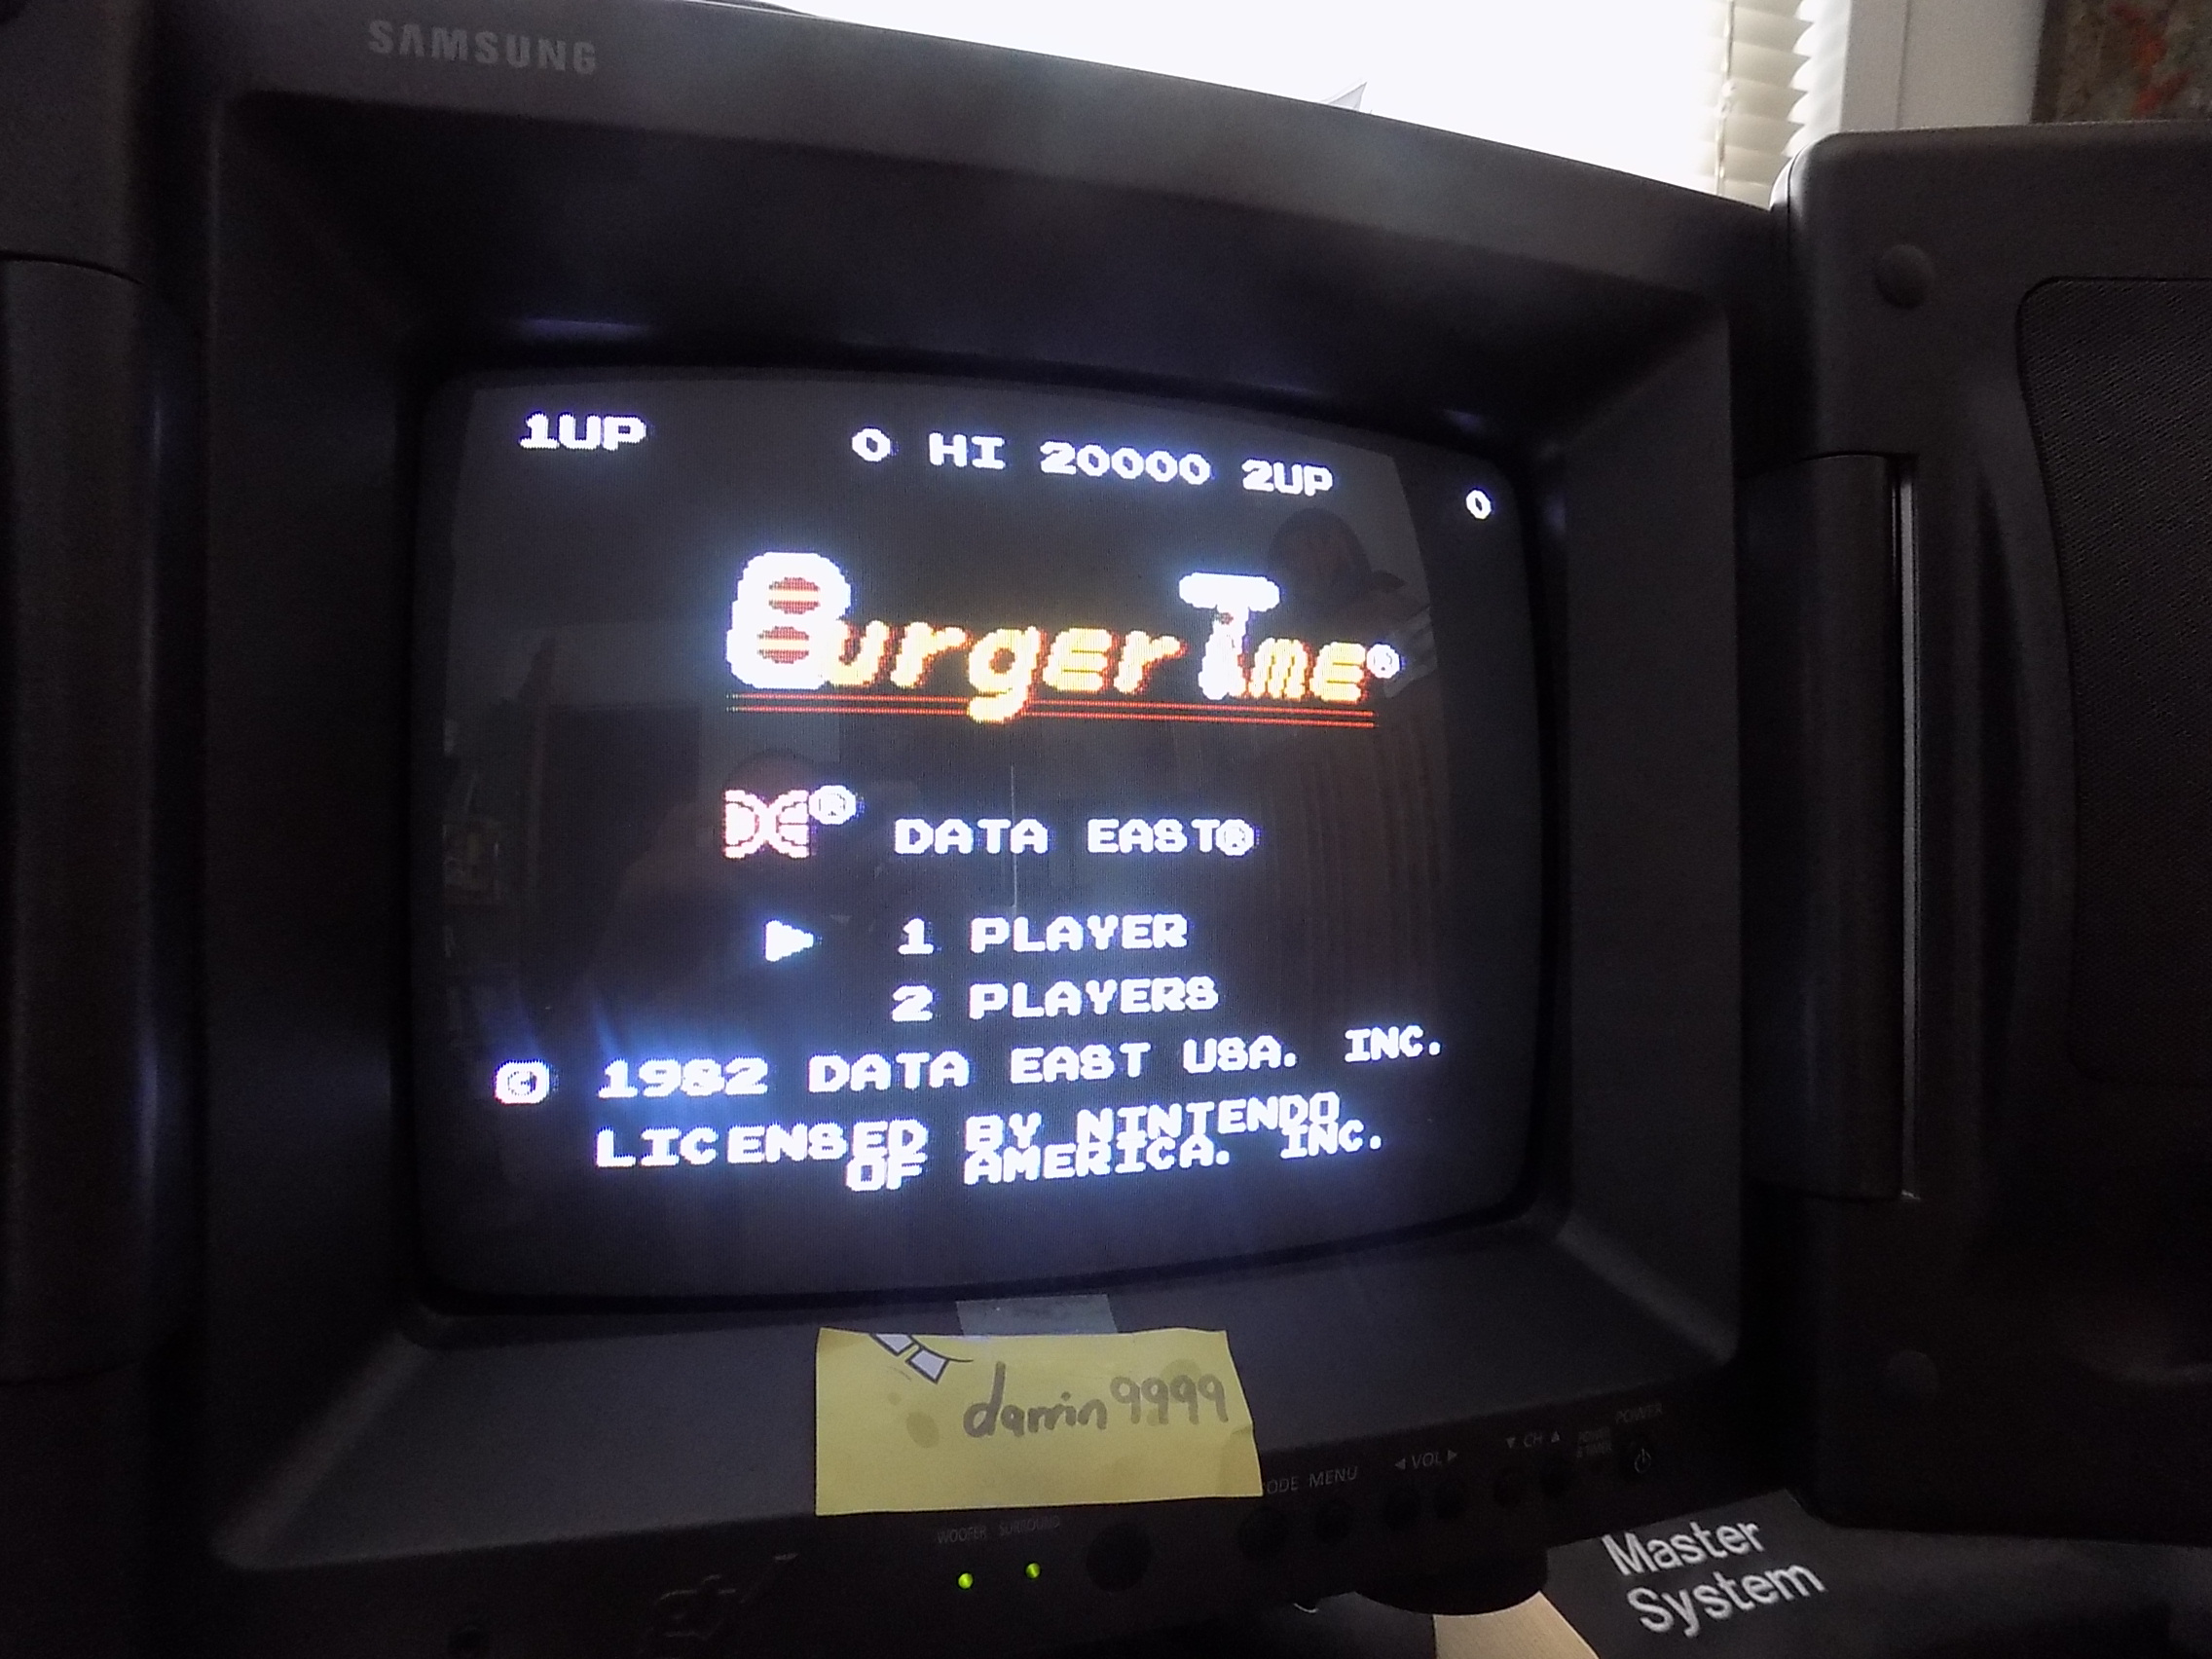 SAMSUNG
1UP 0 HI 20000 2UP 0
BurgerTime®
DE® DATA EAST®
1 PLAYER
2 PLAYERS
© 1982 DATA EAST USA. INC.
LICENSED BY NINTENDO
OF AMERICA. INC.
darrin9999
MENU ◀ VOL ▶ ▼ CH ▲ POWER
WOOFER SURROUND
Master
System